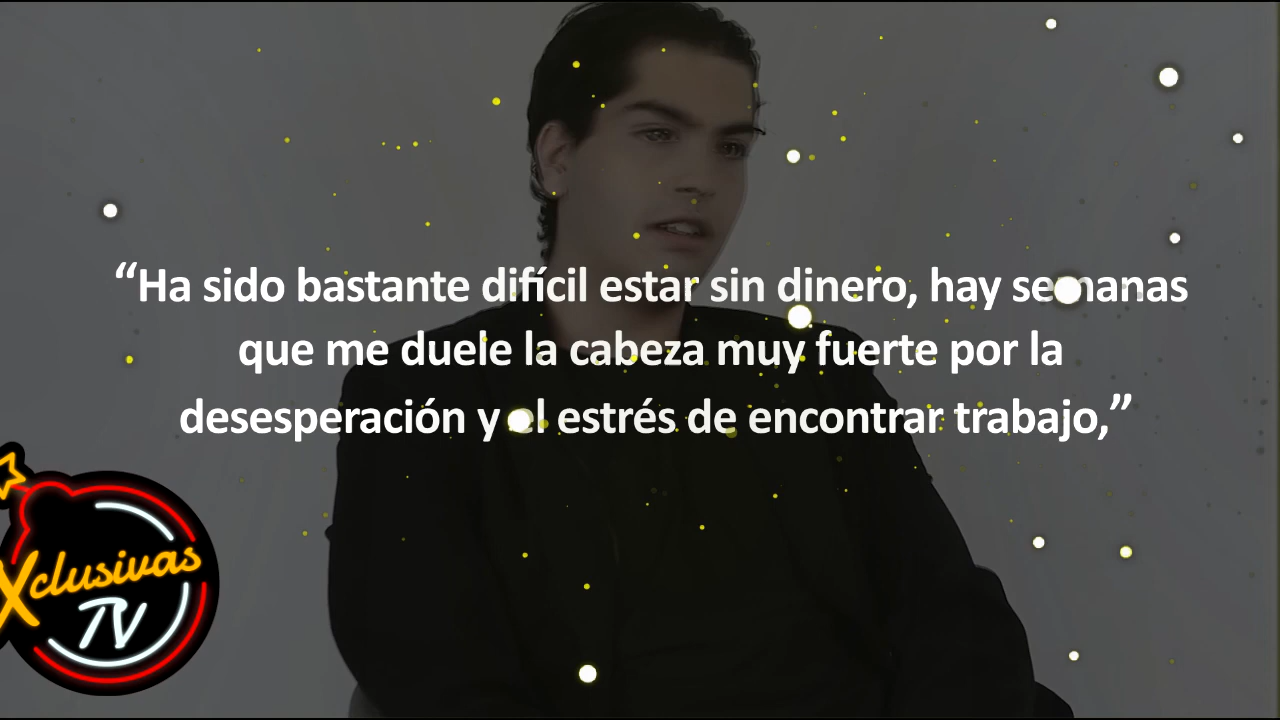 “Ha sido bastante difícil estar sin dinero, hay semanas
que me duele la cabeza muy fuerte por la
desesperación y el estrés de encontrar trabajo,”
Xclusivas
TV